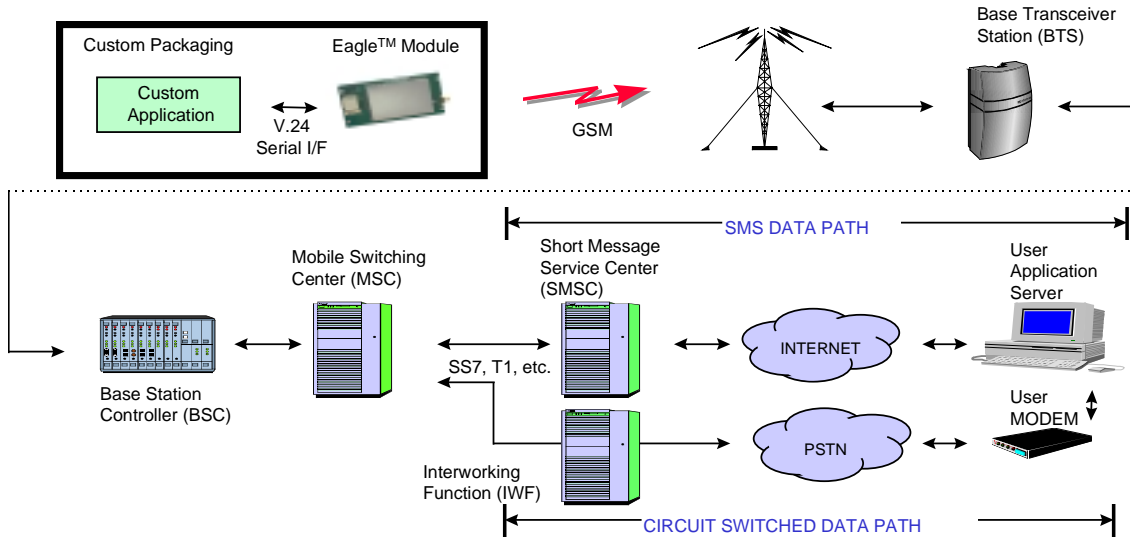 Custom Packaging
Eagle™ Module
Custom
Application
V.24
Serial I/F
GSM
Base Transceiver
Station (BTS)
SMS DATA PATH
Mobile Switching
Center (MSC)
Short Message
Service Center
(SMSC)
User
Application
Server
SS7, T1, etc.
INTERNET
Base Station
Controller (BSC)
User
MODEM
PSTN
Interworking
Function (IWF)
CIRCUIT SWITCHED DATA PATH